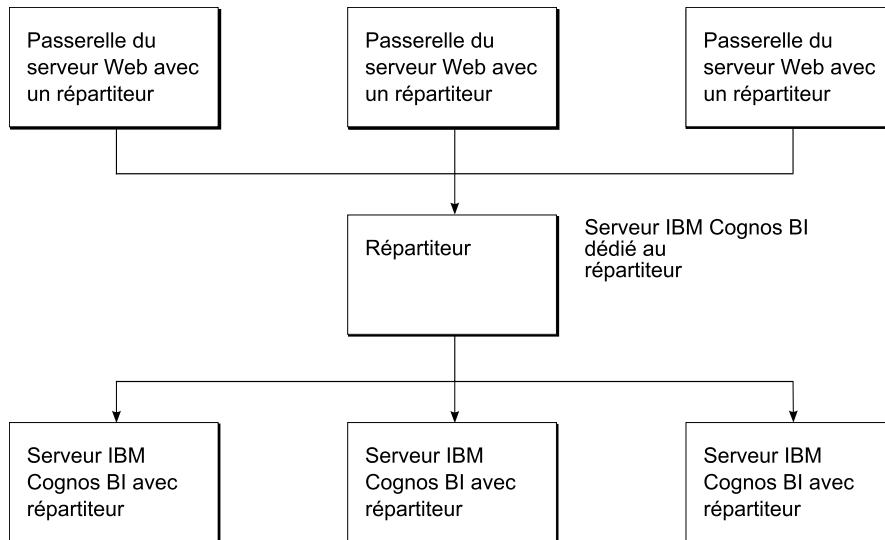 Passerelle du
serveur Web avec
un répartiteur
Passerelle du
serveur Web avec
un répartiteur
Passerelle du
serveur Web avec
un répartiteur
Répartiteur
Serveur IBM Cognos BI
dédié au
répartiteur
Serveur IBM
Cognos BI avec
répartiteur
Serveur IBM
Cognos BI avec
répartiteur
Serveur IBM
Cognos BI avec
répartiteur